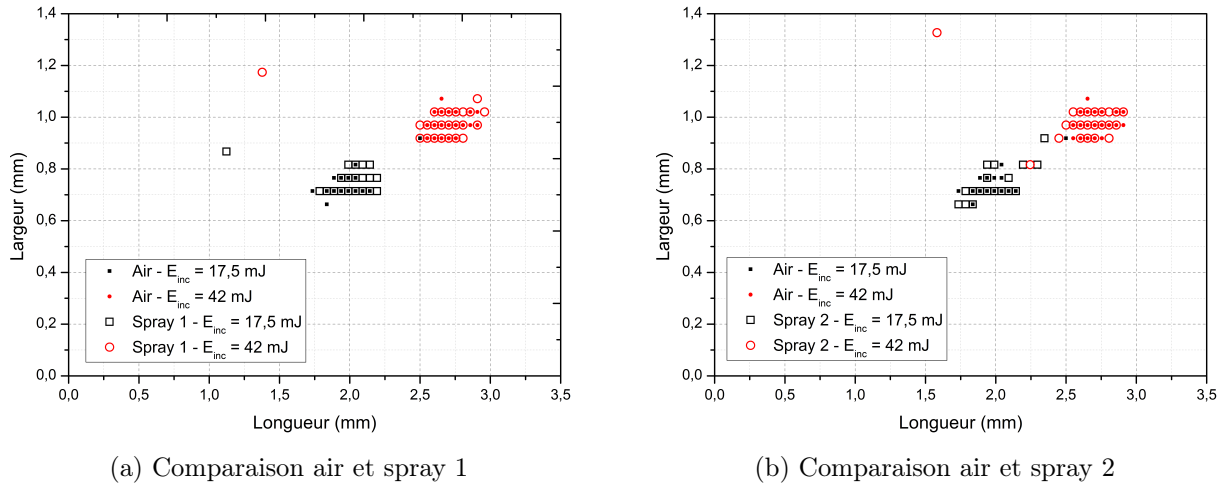 1,4
1,2
1,0
0,8
0,6
0,4
0,2
0,0
Largeur (mm)
Air - Einc = 17,5 mJ
Air - Einc = 42 mJ
Spray 1 - Einc = 17,5 mJ
Spray 1 - Einc = 42 mJ
0,0 0,5 1,0 1,5 2,0 2,5 3,0 3,5
Longueur (mm)
(a) Comparaison air et spray 1
1,4
1,2
1,0
0,8
0,6
0,4
0,2
0,0
Largeur (mm)
Air - Einc = 17,5 mJ
Air - Einc = 42 mJ
Spray 2 - Einc = 17,5 mJ
Spray 2 - Einc = 42 mJ
0,0 0,5 1,0 1,5 2,0 2,5 3,0 3,5
Longueur (mm)
(b) Comparaison air et spray 2